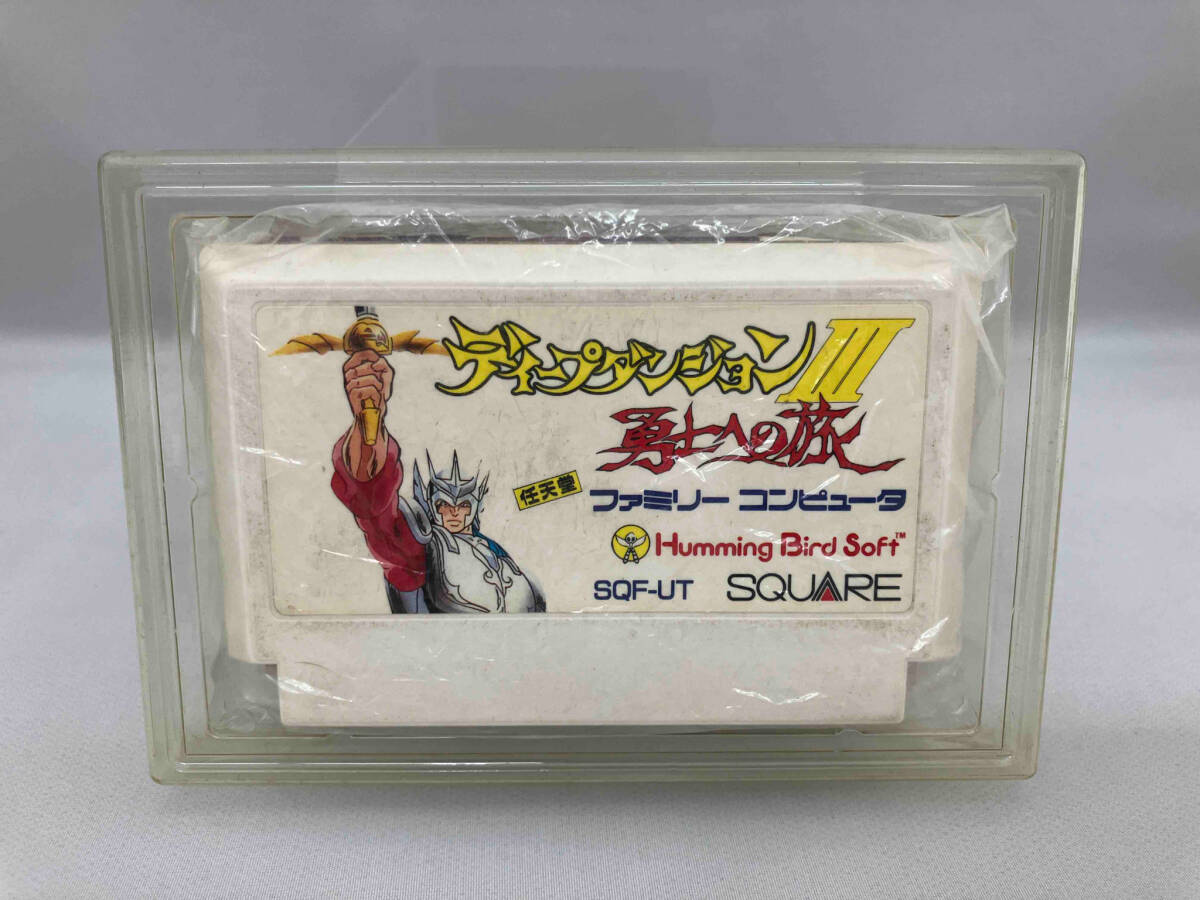 ディープダンジョンIII
勇士への旅
任天堂
ファミリー コンピュータ
Humming Bird Soft™
SQF-UT SQUARE